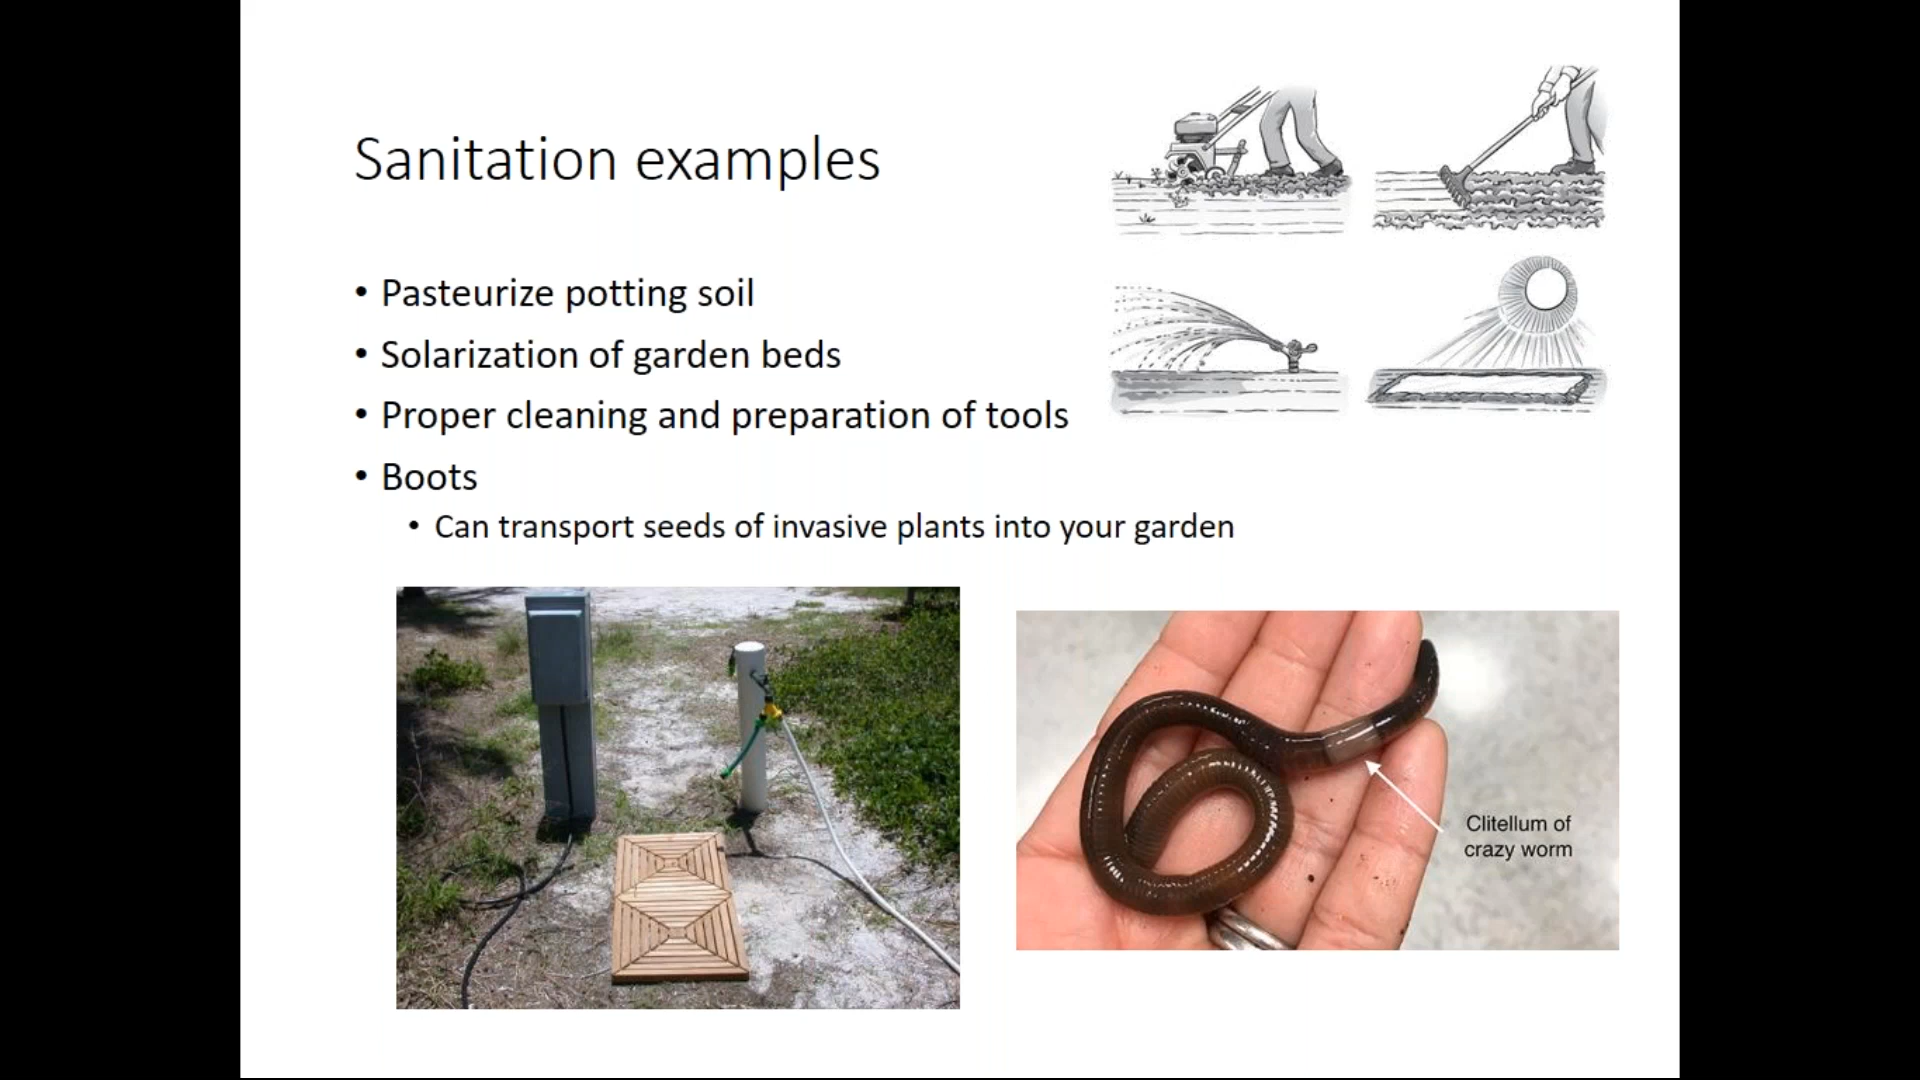 Sanitation examples
• Pasteurize potting soil
• Solarization of garden beds
• Proper cleaning and preparation of tools
• Boots
• Can transport seeds of invasive plants into your garden
Clitellum of
crazy worm